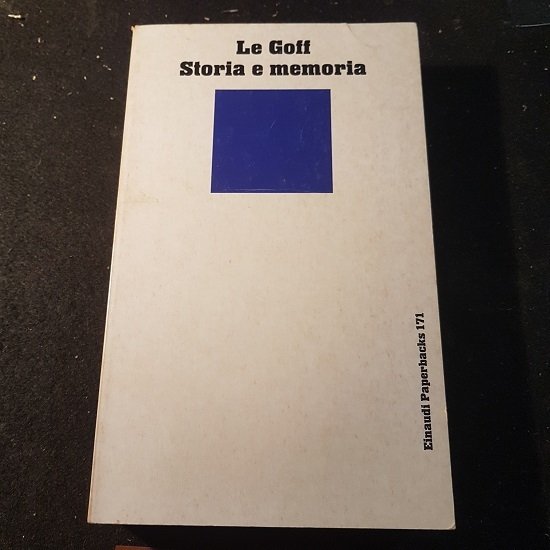 Le Goff
Storia e memoria
Einaudi Paperbacks 171